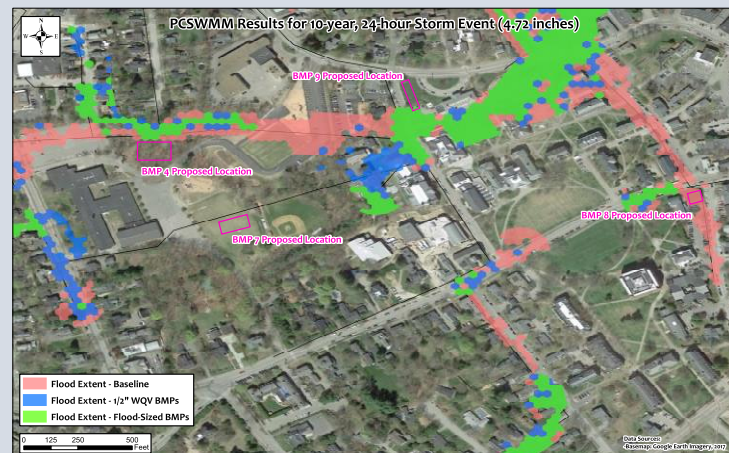 PCSWMM Results for 10-year, 24-hour Storm Event (4.72 inches)
N
W E
S
BMP 9 Proposed Location
BMP 4 Proposed Location
BMP 8 Proposed Location
BMP 7 Proposed Location
Flood Extent - Baseline
Flood Extent - 1/2" WQV BMPs
Flood Extent - Flood-Sized BMPs
0 125 250 500
Feet
Data Sources:
-Basemap: Google Earth Imagery, 2017